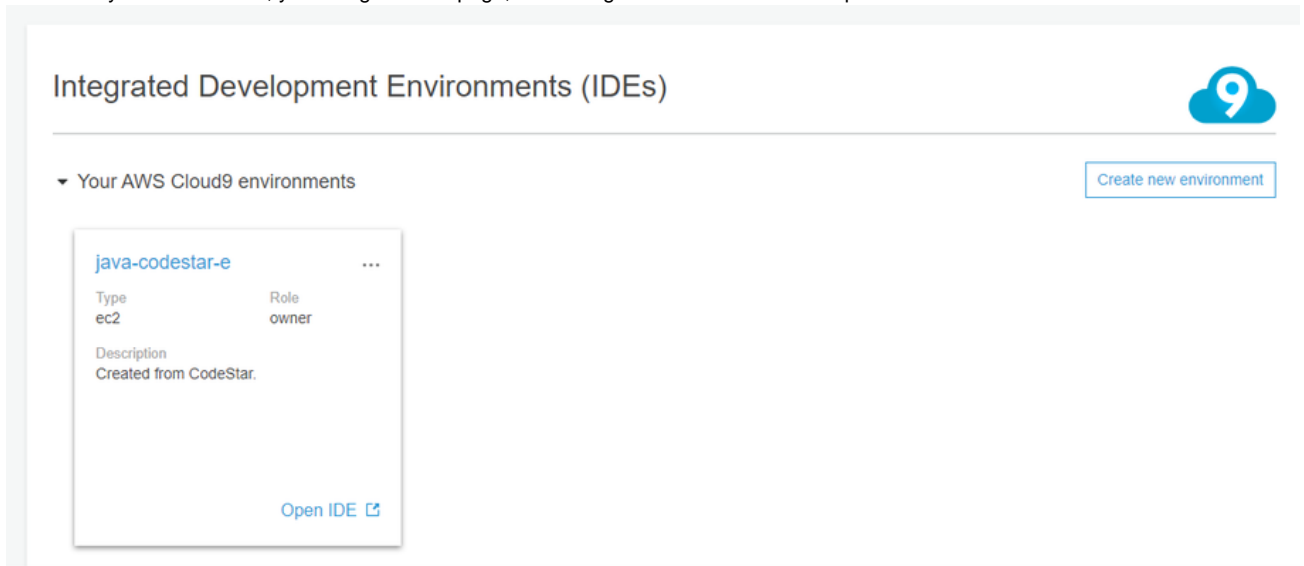 Integrated Development Environments (IDEs)
9
Your AWS Cloud9 environments
Create new environment
java-codestar-e
...
Type Role
ec2 owner
Description
Created from CodeStar.
Open IDE